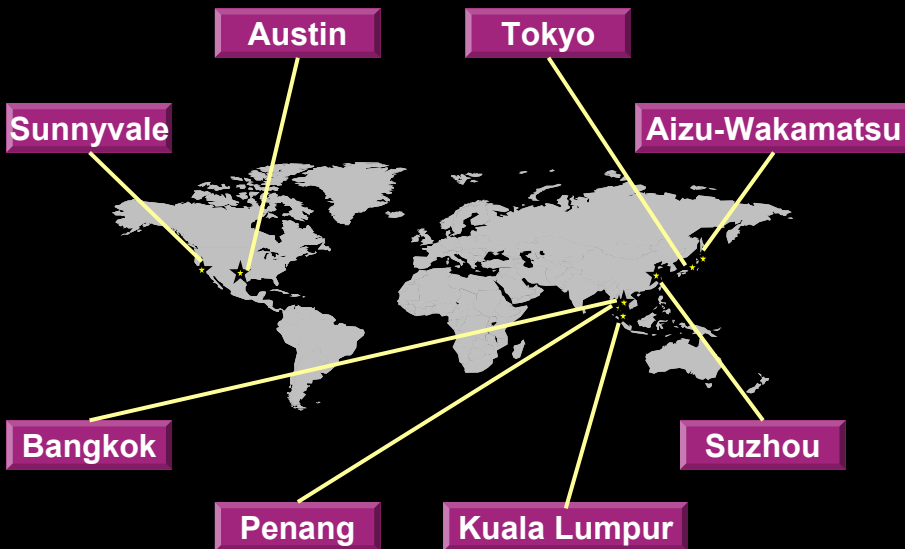 Austin
Tokyo
Sunnyvale
Aizu-Wakamatsu
Bangkok
Suzhou
Penang
Kuala Lumpur